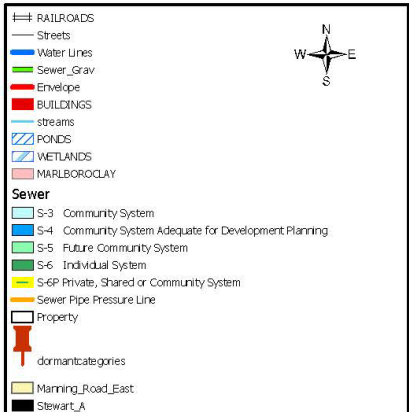 RAILROADS
Streets
Water Lines
Sewer_Grav
Envelope
BUILDINGS
streams
PONDS
WETLANDS
MARLBOROCLAY
Sewer
S-3 Community System
S-4 Community System Adequate for Development Planning
S-5 Future Community System
S-6 Individual System
S-6P Private, Shared or Community System
Sewer Pipe Pressure Line
Property
dormantcategories
Manning_Road_East
Stewart_A
N
W E
S